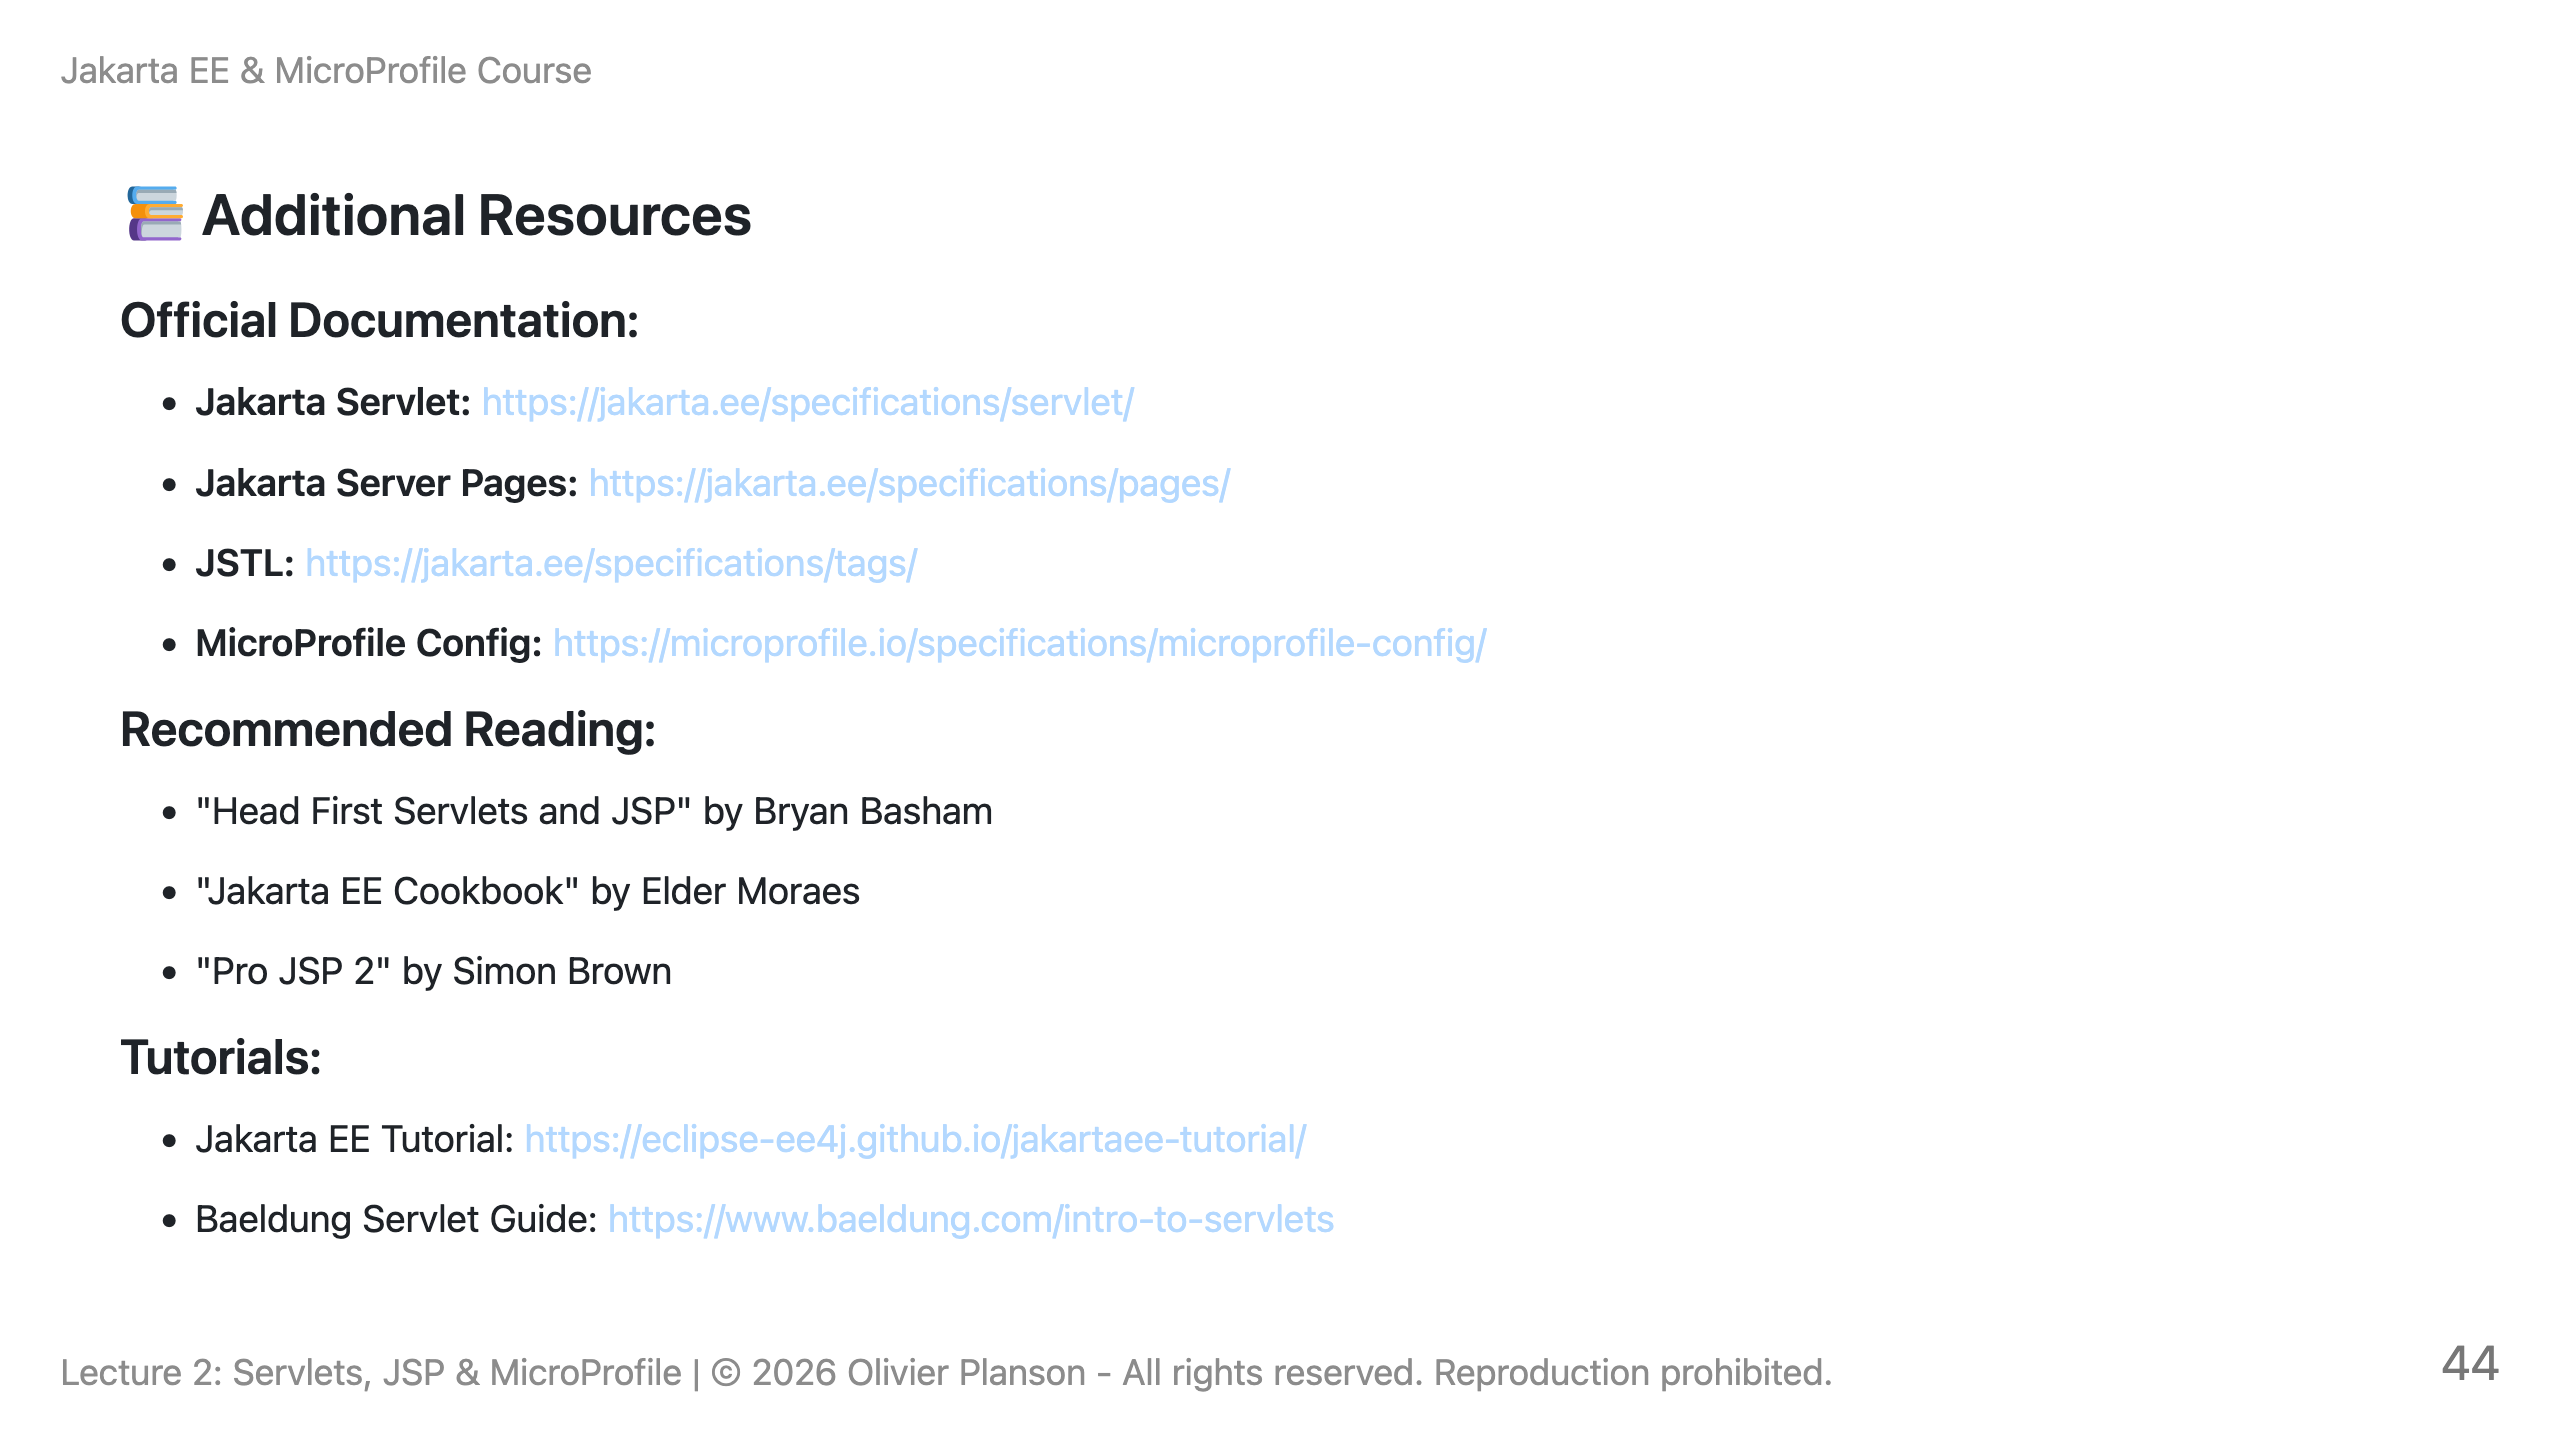 Jakarta EE & MicroProfile Course
📚 Additional Resources
Official Documentation:
• Jakarta Servlet: https://jakarta.ee/specifications/servlet/
• Jakarta Server Pages: https://jakarta.ee/specifications/pages/
• JSTL: https://jakarta.ee/specifications/tags/
• MicroProfile Config: https://microprofile.io/specifications/microprofile-config/
Recommended Reading:
• "Head First Servlets and JSP" by Bryan Basham
• "Jakarta EE Cookbook" by Elder Moraes
• "Pro JSP 2" by Simon Brown
Tutorials:
• Jakarta EE Tutorial: https://eclipse-ee4j.github.io/jakartaee-tutorial/
• Baeldung Servlet Guide: https://www.baeldung.com/intro-to-servlets
Lecture 2: Servlets, JSP & MicroProfile | © 2026 Olivier Planson - All rights reserved. Reproduction prohibited.
44